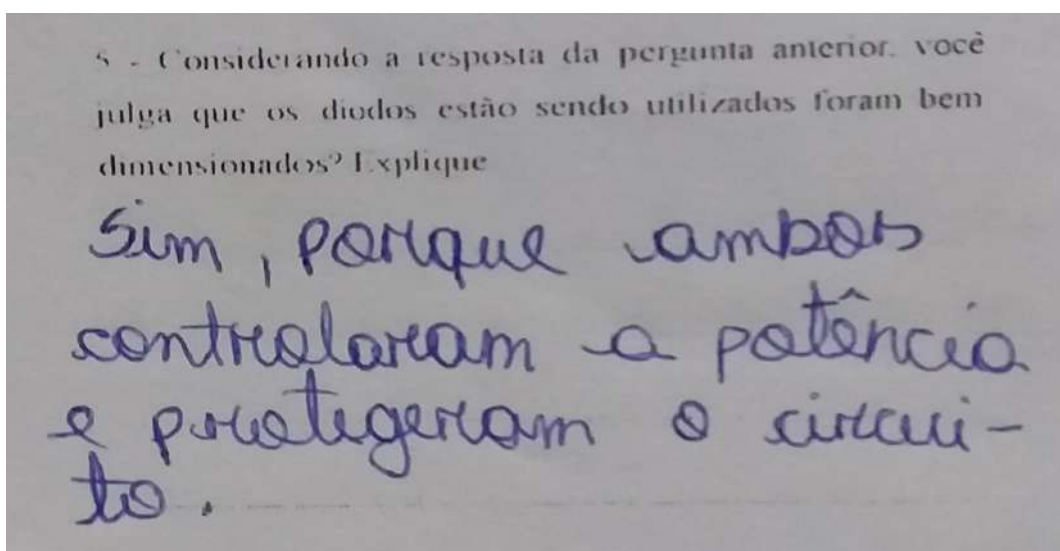 5 - Considerando a resposta da pergunta anterior. você
julga que os diodos estão sendo utilizados foram bem
dimensionados? Explique
Sim, porque ambos
controlaram a potência
e protegeram o circui-
to.